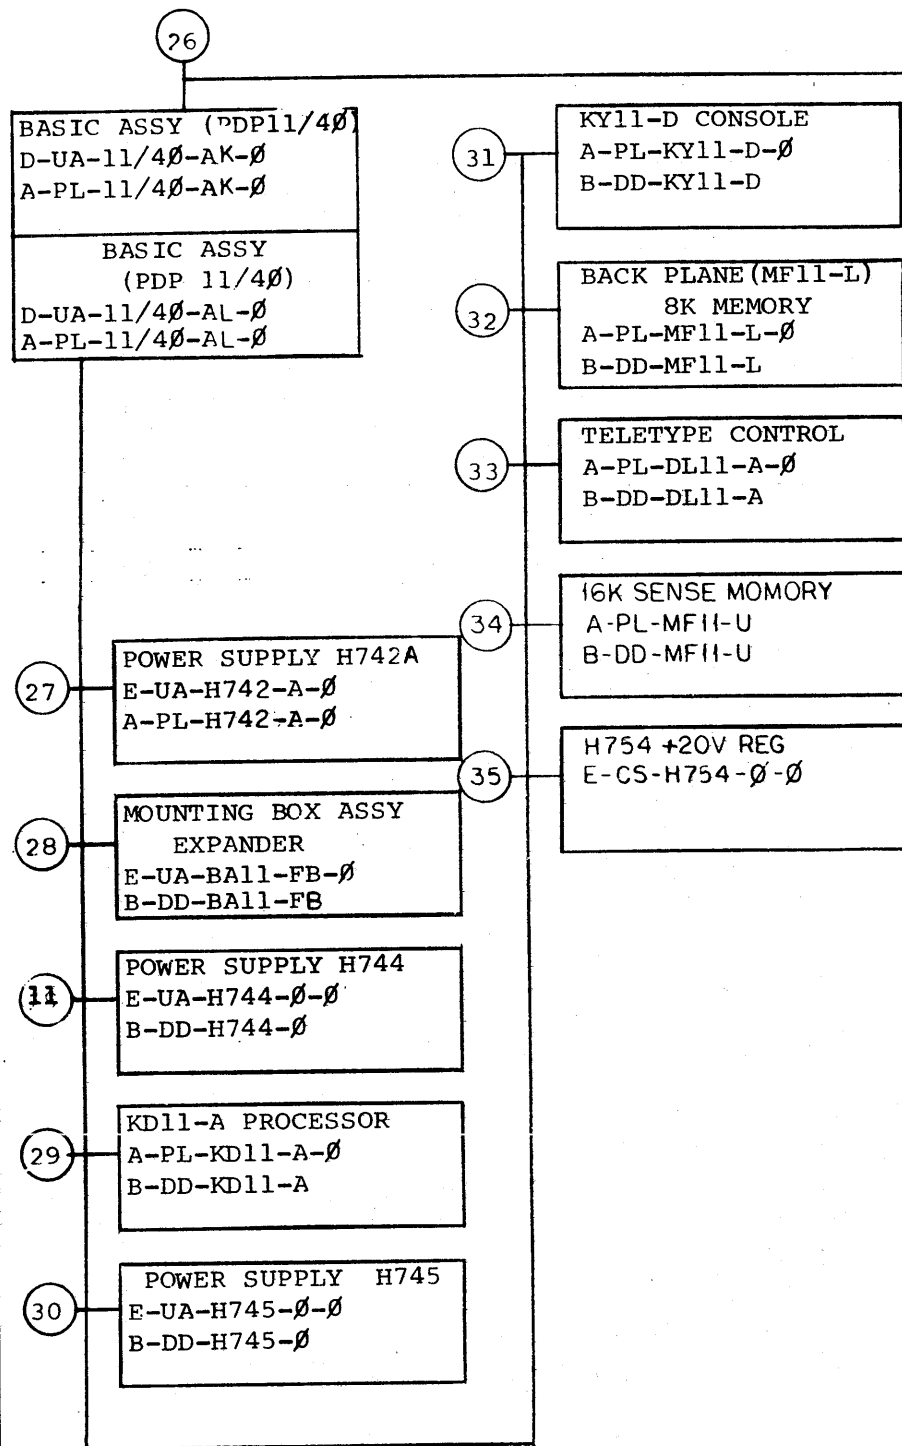 26
BASIC ASSY (PDP11/4Ø)
D-UA-11/4Ø-AK-Ø
A-PL-11/4Ø-AK-Ø
BASIC ASSY
(PDP 11/4Ø)
D-UA-11/4Ø-AL-Ø
A-PL-11/4Ø-AL-Ø
27
POWER SUPPLY H742A
E-UA-H742-A-Ø
A-PL-H742-A-Ø
28
MOUNTING BOX ASSY
EXPANDER
E-UA-BA11-FB-Ø
B-DD-BA11-FB
11
POWER SUPPLY H744
E-UA-H744-Ø-Ø
B-DD-H744-Ø
29
KD11-A PROCESSOR
A-PL-KD11-A-Ø
B-DD-KD11-A
30
POWER SUPPLY H745
E-UA-H745-Ø-Ø
B-DD-H745-Ø
31
KY11-D CONSOLE
A-PL-KY11-D-Ø
B-DD-KY11-D
32
BACK PLANE(MF11-L)
8K MEMORY
A-PL-MF11-L-Ø
B-DD-MF11-L
33
TELETYPE CONTROL
A-PL-DL11-A-Ø
B-DD-DL11-A
34
16K SENSE MOMORY
A-PL-MF11-U
B-DD-MF11-U
35
H754 +20V REG
E-CS-H754-Ø-Ø